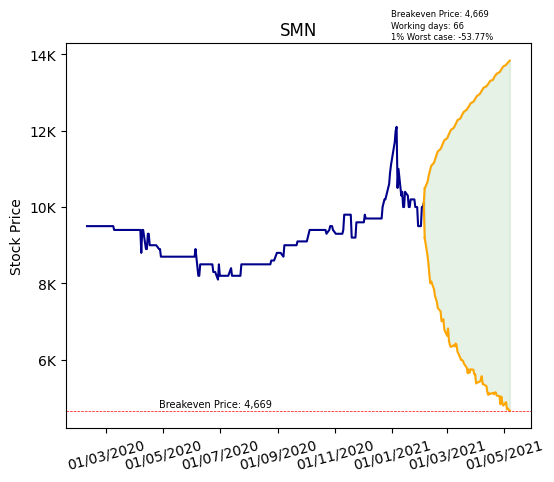 Breakeven Price: 4,669
Working days: 66
1% Worst case: -53.77%
SMN
Stock Price
14K
12K
10K
8K
6K
Breakeven Price: 4,669
01/03/2020
01/05/2020
01/07/2020
01/09/2020
01/11/2020
01/01/2021
01/03/2021
01/05/2021